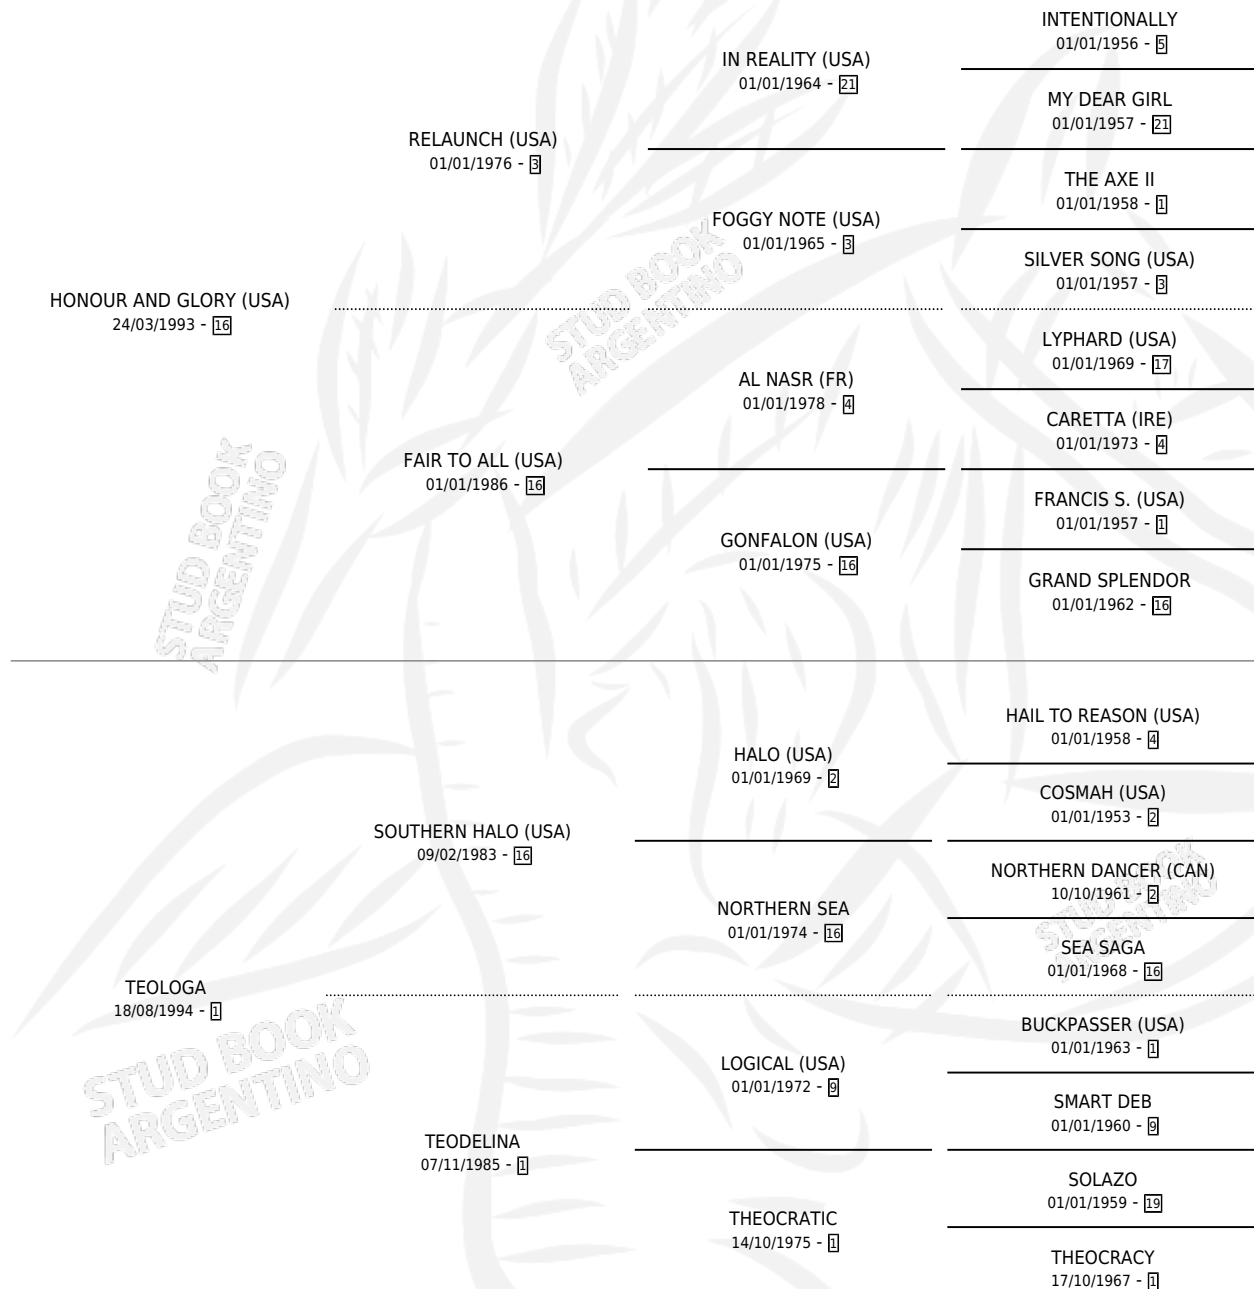 INTENTIONALLY
01/01/1956 - 5
IN REALITY (USA)
01/01/1964 - 21
MY DEAR GIRL
01/01/1957 - 21
RELAUNCH (USA)
01/01/1976 - 3
THE AXE II
01/01/1958 - 1
FOGGY NOTE (USA)
01/01/1965 - 3
SILVER SONG (USA)
01/01/1957 - 3
HONOUR AND GLORY (USA)
24/03/1993 - 16
LYPHARD (USA)
01/01/1969 - 17
AL NASR (FR)
01/01/1978 - 4
CARETTA (IRE)
01/01/1973 - 4
FAIR TO ALL (USA)
01/01/1986 - 16
FRANCIS S. (USA)
01/01/1957 - 1
GONFALON (USA)
01/01/1975 - 16
GRAND SPLENDOR
01/01/1962 - 16
HAIL TO REASON (USA)
01/01/1958 - 4
HALO (USA)
01/01/1969 - 2
COSMAH (USA)
01/01/1953 - 2
SOUTHERN HALO (USA)
09/02/1983 - 16
NORTHERN DANCER (CAN)
10/10/1961 - 2
NORTHERN SEA
01/01/1974 - 16
SEA SAGA
01/01/1968 - 16
TEOLOGA
18/08/1994 - 1
BUCKPASSER (USA)
01/01/1963 - 1
LOGICAL (USA)
01/01/1972 - 9
SMART DEB
01/01/1960 - 9
TEODELINA
07/11/1985 - 1
SOLAZO
01/01/1959 - 19
THEOCRATIC
14/10/1975 - 1
THEOCRACY
17/10/1967 - 1
STUD BOOK
ARGENTINO
STUD BOOK
ARGENTINO
STUD BOOK
ARGENTINO
STUD BOOK
ARGENTINO